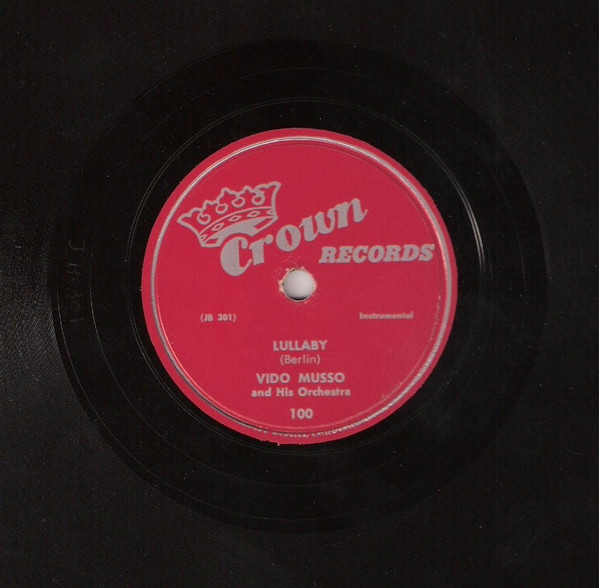 Crown
RECORDS
(JB 301) Instrumental
LULLABY
(Berlin)
VIDO MUSSO
and His Orchestra
100